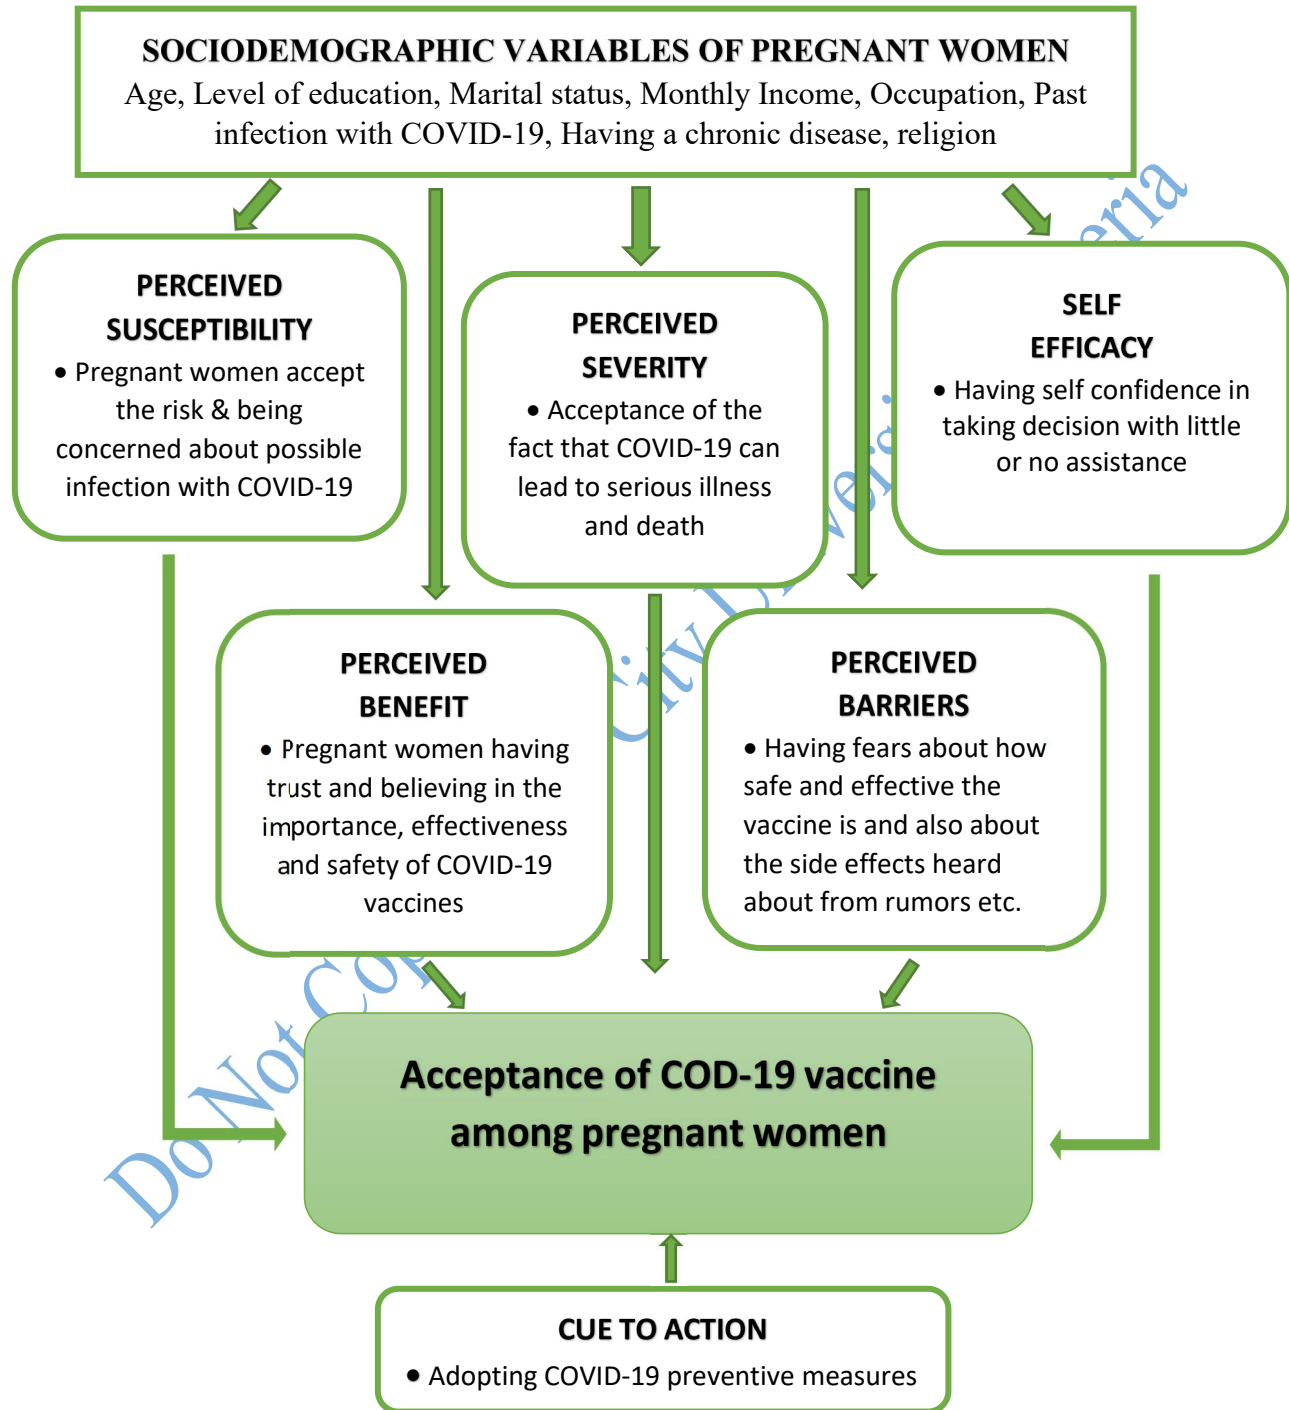 SOCIODEMOGRAPHIC VARIABLES OF PREGNANT WOMEN
Age, Level of education, Marital status, Monthly Income, Occupation, Past
infection with COVID-19, Having a chronic disease, religion
PERCEIVED
SUSCEPTIBILITY
• Pregnant women accept
the risk & being
concerned about possible
infection with COVID-19
PERCEIVED
SEVERITY
• Acceptance of the
fact that COVID-19 can
lead to serious illness
and death
SELF
EFFICACY
• Having self confidence in
taking decision with little
or no assistance
PERCEIVED
BENEFIT
• Pregnant women having
trust and believing in the
importance, effectiveness
and safety of COVID-19
vaccines
PERCEIVED
BARRIERS
• Having fears about how
safe and effective the
vaccine is and also about
the side effects heard
about from rumors etc.
Acceptance of COD-19 vaccine
among pregnant women
CUE TO ACTION
• Adopting COVID-19 preventive measures
Do Not City